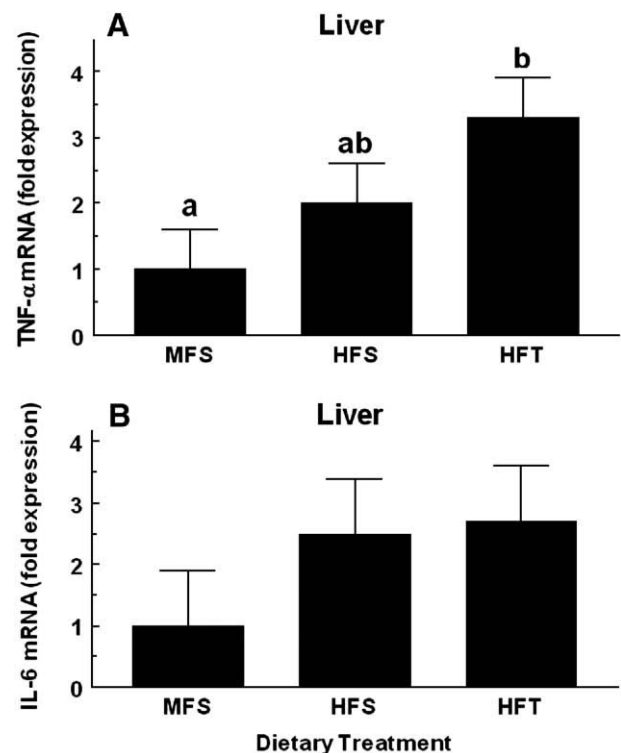 A
Liver
TNF-α mRNA (fold expression)
4
3
2
1
0
a
ab
b
MFS HFS HFT
B
Liver
IL-6 mRNA (fold expression)
4
3
2
1
0
MFS HFS HFT
Dietary Treatment